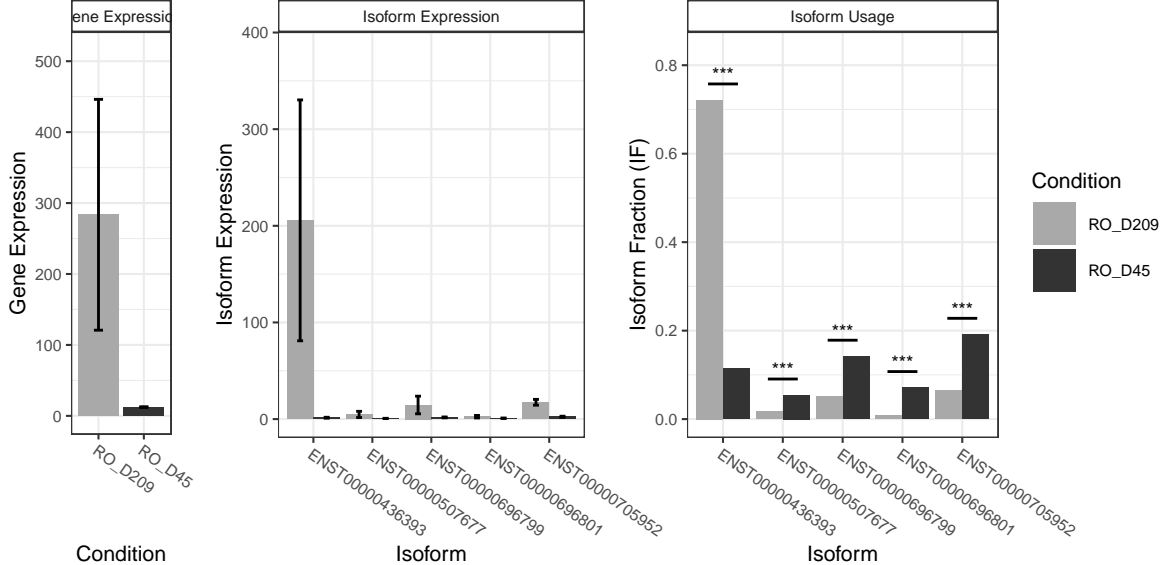 ene Expressio
Isoform Expression
Isoform Usage
Gene Expression
500
400
300
200
100
0
RO_D209
RO_D45
Condition
Isoform Expression
400
300
200
100
0
ENST00000436393
ENST00000507677
ENST00000696799
ENST00000696801
ENST00000705952
Isoform
Isoform Fraction (IF)
0.8
0.6
0.4
0.2
0.0
***
***
***
***
***
ENST00000436393
ENST00000507677
ENST00000696799
ENST00000696801
ENST00000705952
Isoform
Condition
RO_D209
RO_D45